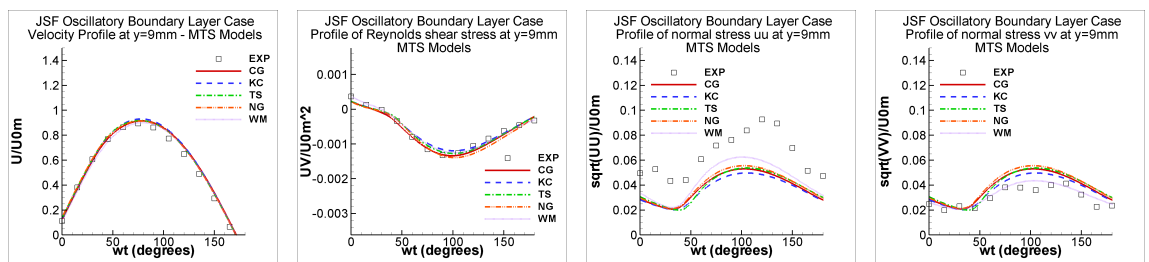 JSF Oscillatory Boundary Layer Case
Velocity Profile at y=9mm - MTS Models
EXP
CG
KC
TS
NG
WM
U/U0m
1.4
1.2
1
0.8
0.6
0.4
0.2
0
0
50
100
150
wt (degrees)
JSF Oscillatory Boundary Layer Case
Profile of Reynolds shear stress at y=9mm
MTS Models
UV/U0m^2
0.001
0
-0.001
-0.002
-0.003
EXP
CG
KC
TS
NG
WM
0
50
100
150
wt (degrees)
JSF Oscillatory Boundary Layer Case
Profile of normal stress uu at y=9mm
MTS Models
EXP
CG
KC
TS
NG
WM
sqrt(UU)/U0m
0.14
0.12
0.1
0.08
0.06
0.04
0.02
0
0
50
100
150
wt (degrees)
JSF Oscillatory Boundary Layer Case
Profile of normal stress vv at y=9mm
MTS Models
EXP
CG
KC
TS
NG
WM
sqrt(VV)/U0m
0.14
0.12
0.1
0.08
0.06
0.04
0.02
0
0
50
100
150
wt (degrees)